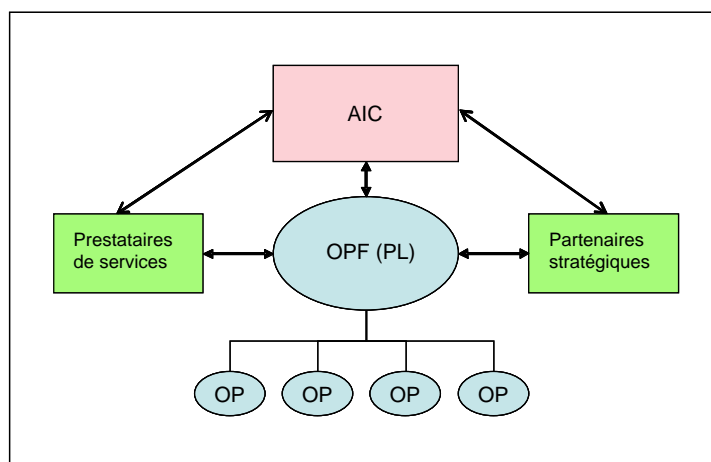 AIC
Prestataires
de services
OPF (PL)
Partenaires
stratégiques
OP
OP
OP
OP